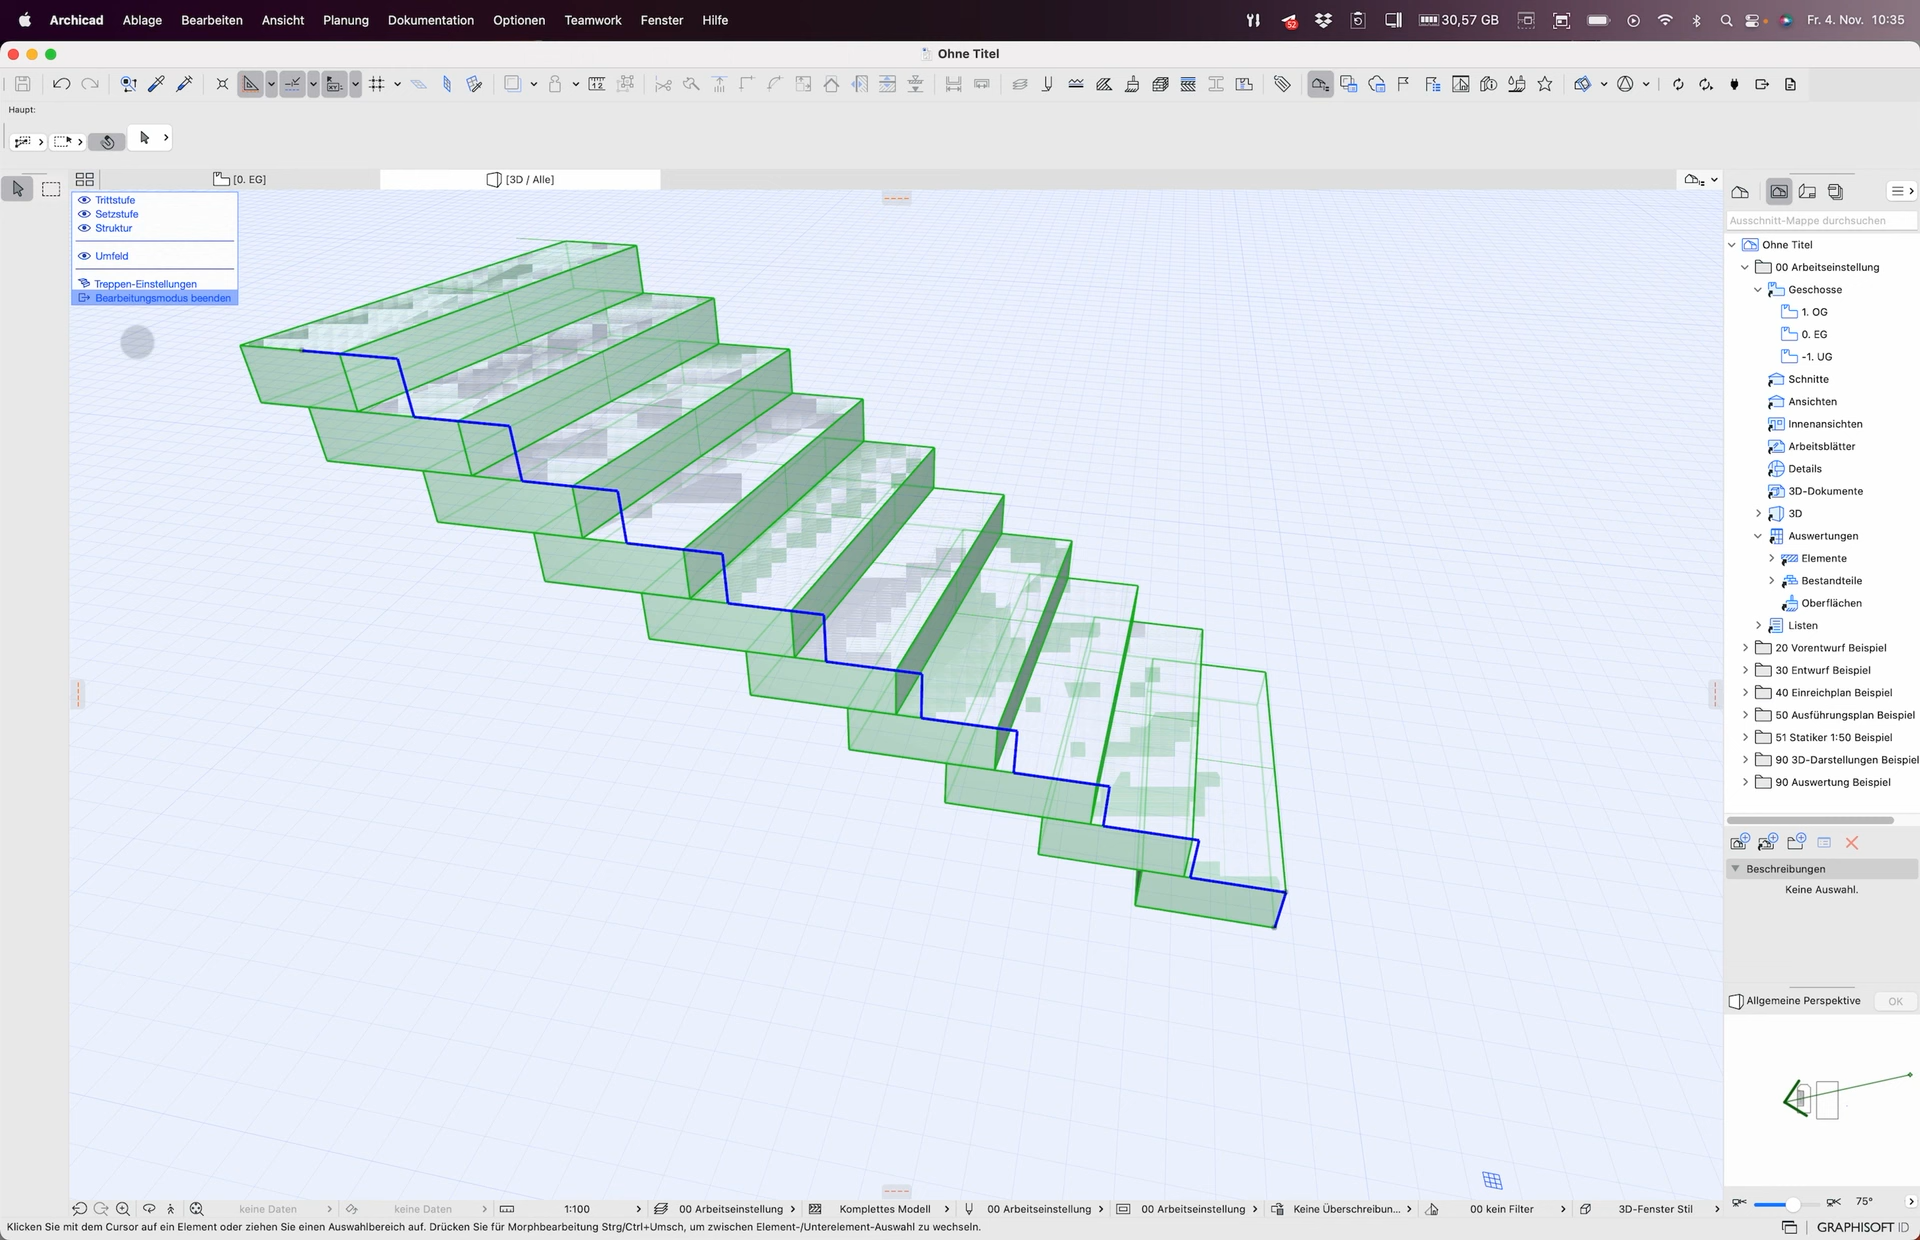 Archicad Ablage Bearbeiten Ansicht Planung Dokumentation Optionen Teamwork Fenster Hilfe 52 30,57 GB Fr. 4. Nov. 10:35
Ohne Titel
Haupt:
[0. EG] [3D / Alle]
Trittstufe
Setzstufe
Struktur
Umfeld
Treppen-Einstellungen
Bearbeitungsmodus beenden
Ausschnitt-Mappe durchsuchen
Ohne Titel
00 Arbeitseinstellung
Geschosse
1. OG
0. EG
-1. UG
Schnitte
Ansichten
Innenansichten
Arbeitsblätter
Details
3D-Dokumente
3D
Auswertungen
Elemente
Bestandteile
Oberflächen
Listen
20 Vorentwurf Beispiel
30 Entwurf Beispiel
40 Einreichplan Beispiel
50 Ausführungsplan Beispiel
51 Statiker 1:50 Beispiel
90 3D-Darstellungen Beispiel
90 Auswertung Beispiel
Beschreibungen
Keine Auswahl.
Allgemeine Perspektive OK
75°
keine Daten keine Daten 1:100 00 Arbeitseinstellung Komplettes Modell 00 Arbeitseinstellung 00 Arbeitseinstellung Keine Überschreibun... 00 kein Filter 3D-Fenster Stil
Klicken Sie mit dem Cursor auf ein Element oder ziehen Sie einen Auswahlbereich auf. Drücken Sie für Morphbearbeitung Strg/Ctrl+Umsch, um zwischen Element-/Unterelement-Auswahl zu wechseln.
GRAPHISOFT ID